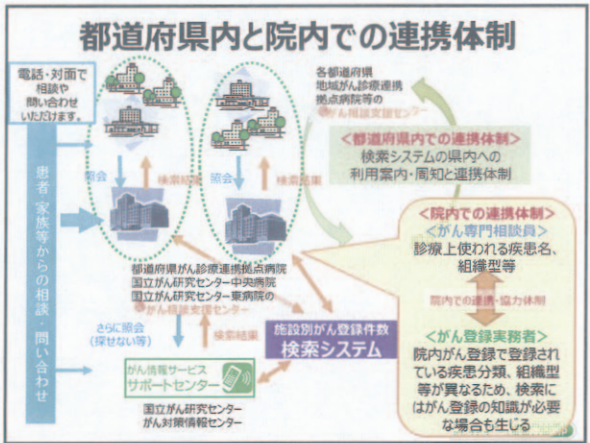 都道府県内と院内での連携体制
電話・対面で
相談や
問い合わせ
いただけます。
各都道府県
地域がん診療連携
拠点病院等の
がん相談支援センター
<都道府県内での連携体制>
検索システムの県内への
利用案内・周知と連携体制
照会
検索結果
照会
検索結果
患者・家族等からの相談・問い合わせ
都道府県がん診療連携拠点病院
国立がん研究センター中央病院
国立がん研究センター東病院の
がん相談支援センター
<院内での連携体制>
<がん専門相談員>
診療上使われる疾患名、
組織型等
院内での連携・協力体制
<がん登録実務者>
院内がん登録で登録され
ている疾患分類、組織型
等が異なるため、検索に
はがん登録の知識が必要
な場合も生じる
さらに照会
(探せない等)
検索結果
施設別がん登録件数
検索システム
がん情報サービス
サポートセンター
国立がん研究センター
がん対策情報センター